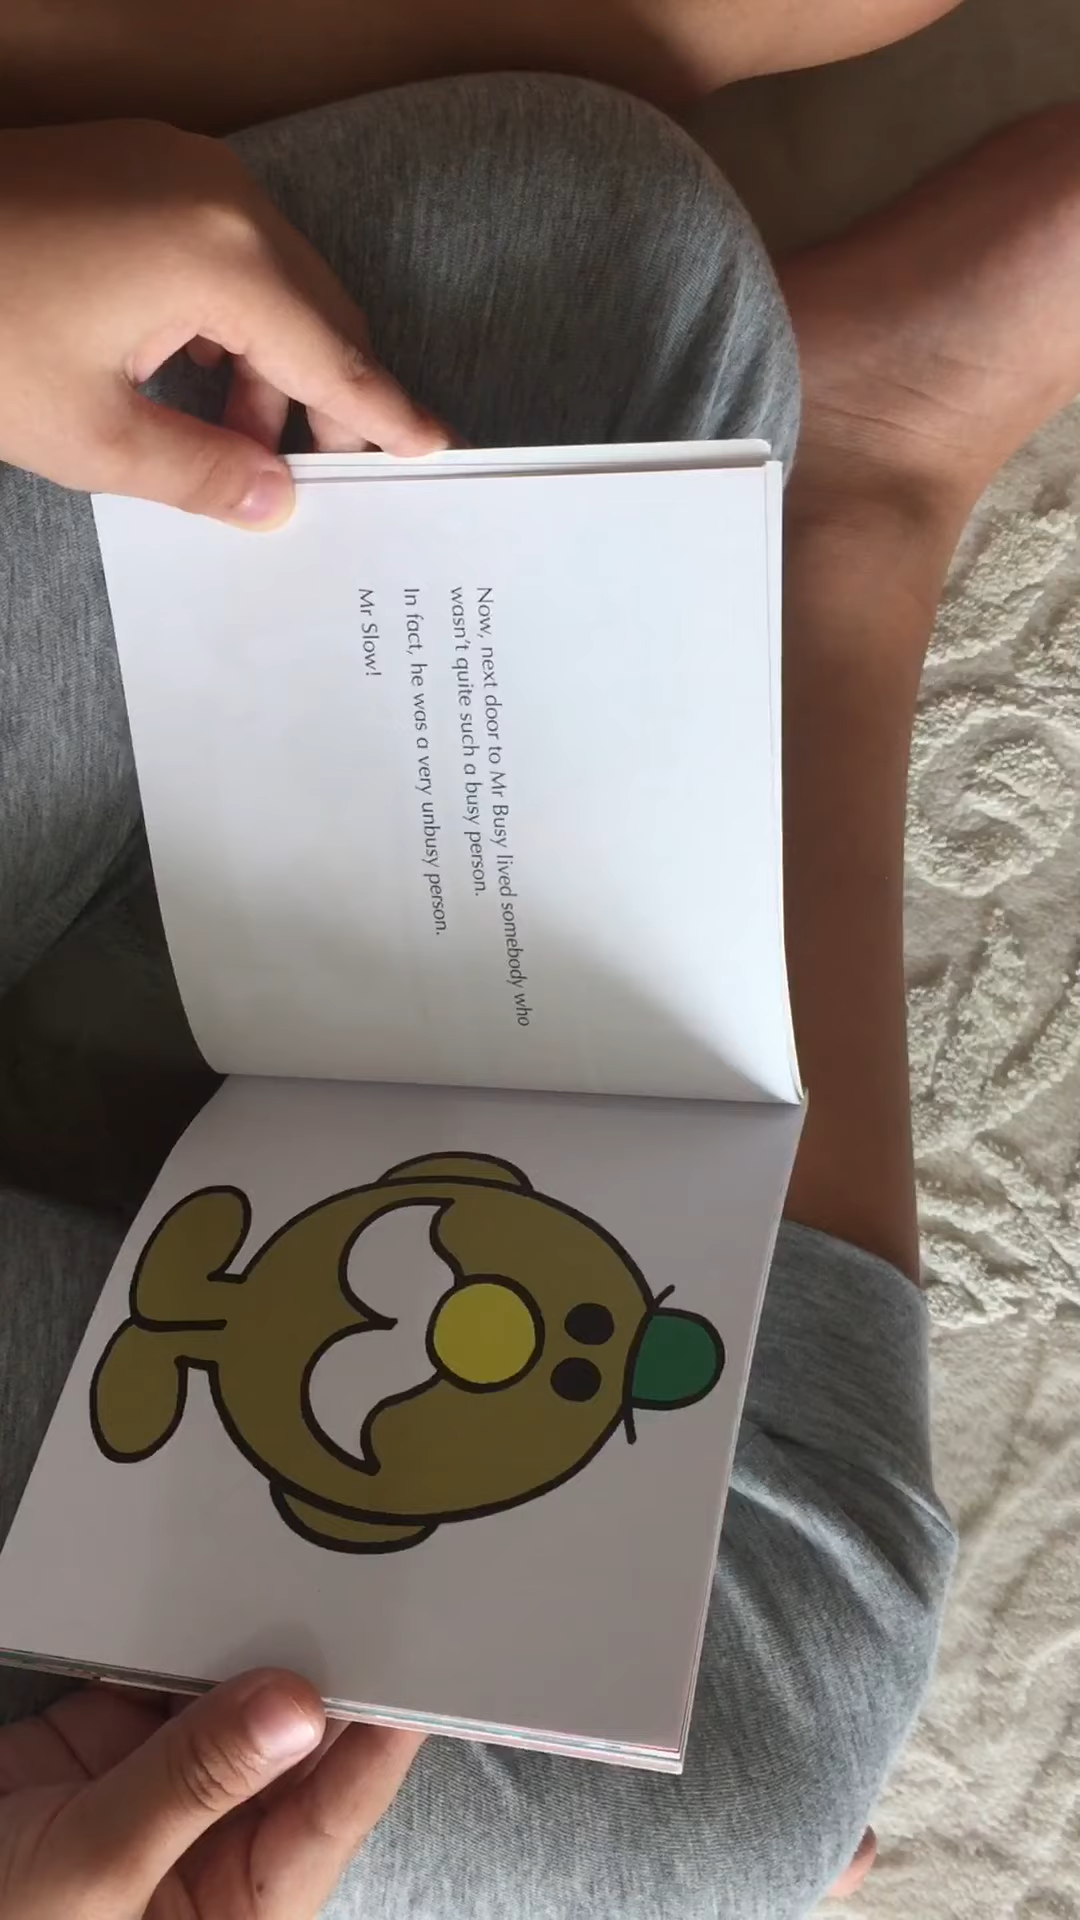 Now, next door to Mr Busy lived somebody who
wasn't quite such a busy person.
In fact, he was a very unbusy person.
Mr Slow!